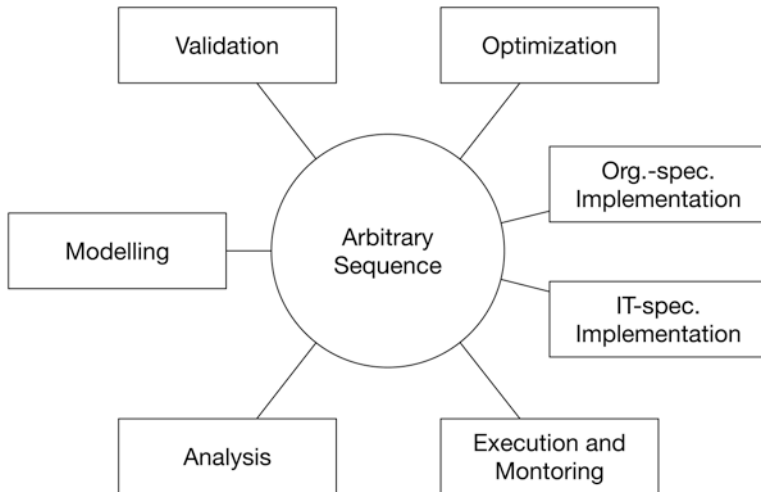 Validation
Optimization
Org.-spec.
Implementation
Arbitrary
Sequence
Modelling
IT-spec.
Implementation
Analysis
Execution and
Montoring